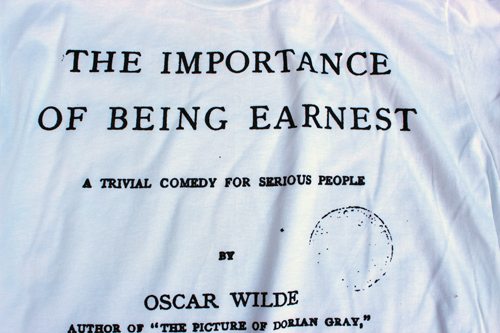 THE IMPORTANCE
OF BEING EARNEST
A TRIVIAL COMEDY FOR SERIOUS PEOPLE
BY
OSCAR WILDE
AUTHOR OF "THE PICTURE OF DORIAN GRAY,"